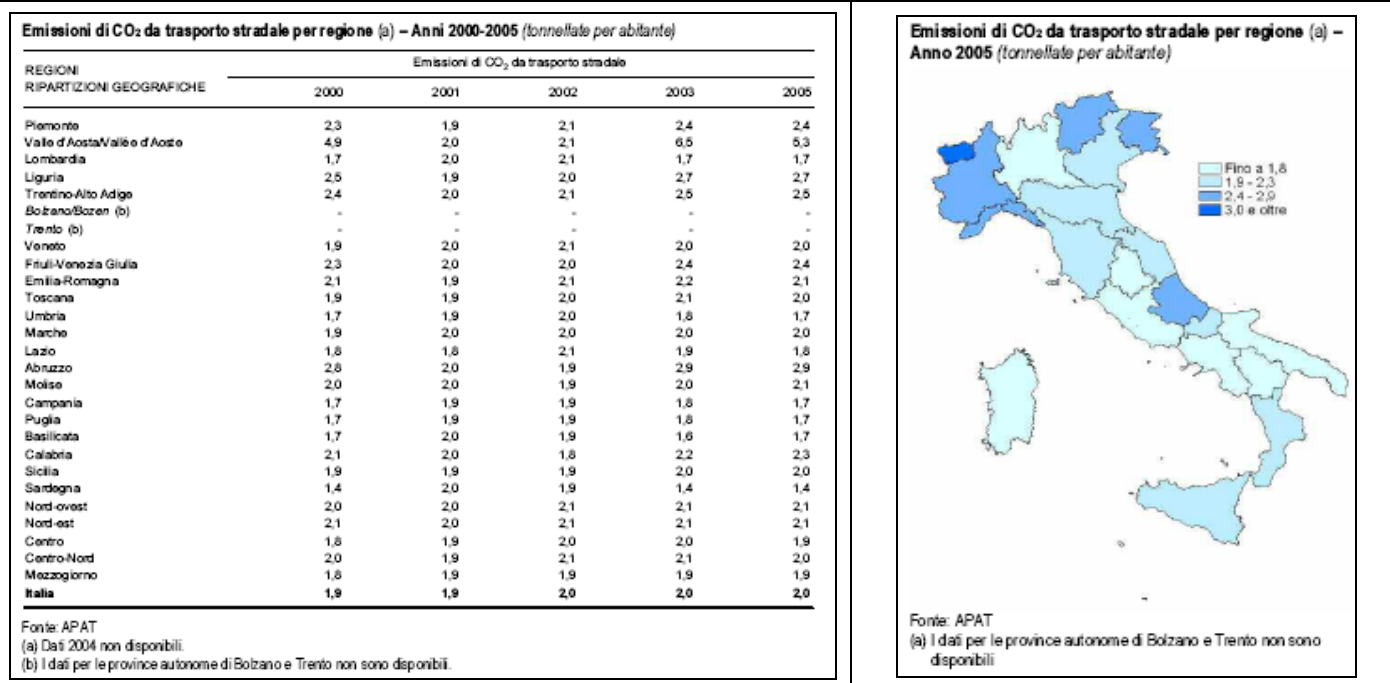 Emissioni di CO₂ da trasporto stradale per regione (a) – Anni 2000-2005 (tonnellate per abitante)
REGIONI
RIPARTIZIONI GEOGRAFICHE
Emissioni di CO₂ da trasporto stradale
2000 2001 2002 2003 2005
Piemonte 2,3 1,9 2,1 2,4 2,4
Valle d'Aosta/Vallée d'Aoste 4,9 2,0 2,1 6,5 5,3
Lombardia 1,7 2,0 2,1 1,7 1,7
Liguria 2,5 1,9 2,0 2,7 2,7
Trentino-Alto Adige 2,4 2,0 2,1 2,5 2,5
Bolzano/Bozen (b) - - - - -
Trento (b) - - - - -
Veneto 1,9 2,0 2,1 2,0 2,0
Friuli-Venezia Giulia 2,3 2,0 2,0 2,4 2,4
Emilia-Romagna 2,1 1,9 2,1 2,2 2,1
Toscana 1,9 1,9 2,0 2,1 2,0
Umbria 1,7 1,9 2,0 1,8 1,7
Marche 1,9 2,0 2,0 2,0 2,0
Lazio 1,8 1,8 2,1 1,9 1,8
Abruzzo 2,8 2,0 1,9 2,9 2,9
Molise 2,0 2,0 1,9 2,0 2,1
Campania 1,7 1,9 1,9 1,8 1,7
Puglia 1,7 1,9 1,9 1,8 1,7
Basilicata 1,7 2,0 1,9 1,6 1,7
Calabria 2,1 2,0 1,8 2,2 2,3
Sicilia 1,9 1,9 1,9 2,0 2,0
Sardegna 1,4 2,0 1,9 1,4 1,4
Nord-ovest 2,0 2,0 2,1 2,1 2,1
Nord-est 2,1 2,0 2,1 2,1 2,1
Centro 1,8 1,9 2,0 2,0 1,9
Centro-Nord 2,0 1,9 2,1 2,1 2,0
Mezzogiorno 1,8 1,9 1,9 1,9 1,9
Italia 1,9 1,9 2,0 2,0 2,0
Fonte: APAT
(a) Dati 2004 non disponibili.
(b) I dati per le province autonome di Bolzano e Trento non sono disponibili.
Emissioni di CO₂ da trasporto stradale per regione (a) –
Anno 2005 (tonnellate per abitante)
Fino a 1,8
1,9 - 2,3
2,4 - 2,9
3,0 e oltre
Fonte: APAT
(a) I dati per le province autonome di Bolzano e Trento non sono
disponibili